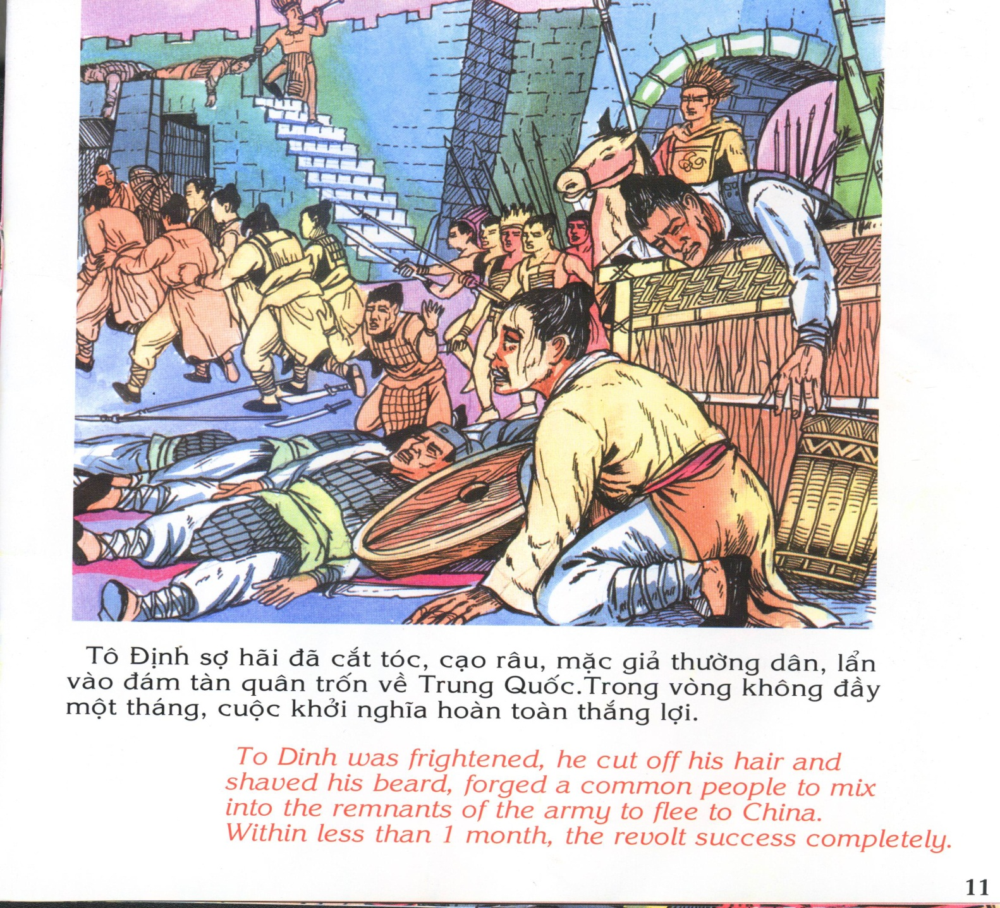 Tô Định sợ hãi đã cắt tóc, cạo râu, mặc giả thường dân, lẩn
vào đám tàn quân trốn về Trung Quốc.Trong vòng không đầy
một tháng, cuộc khởi nghĩa hoàn toàn thắng lợi.
To Dinh was frightened, he cut off his hair and
shaved his beard, forged a common people to mix
into the remnants of the army to flee to China.
Within less than 1 month, the revolt success completely.
11